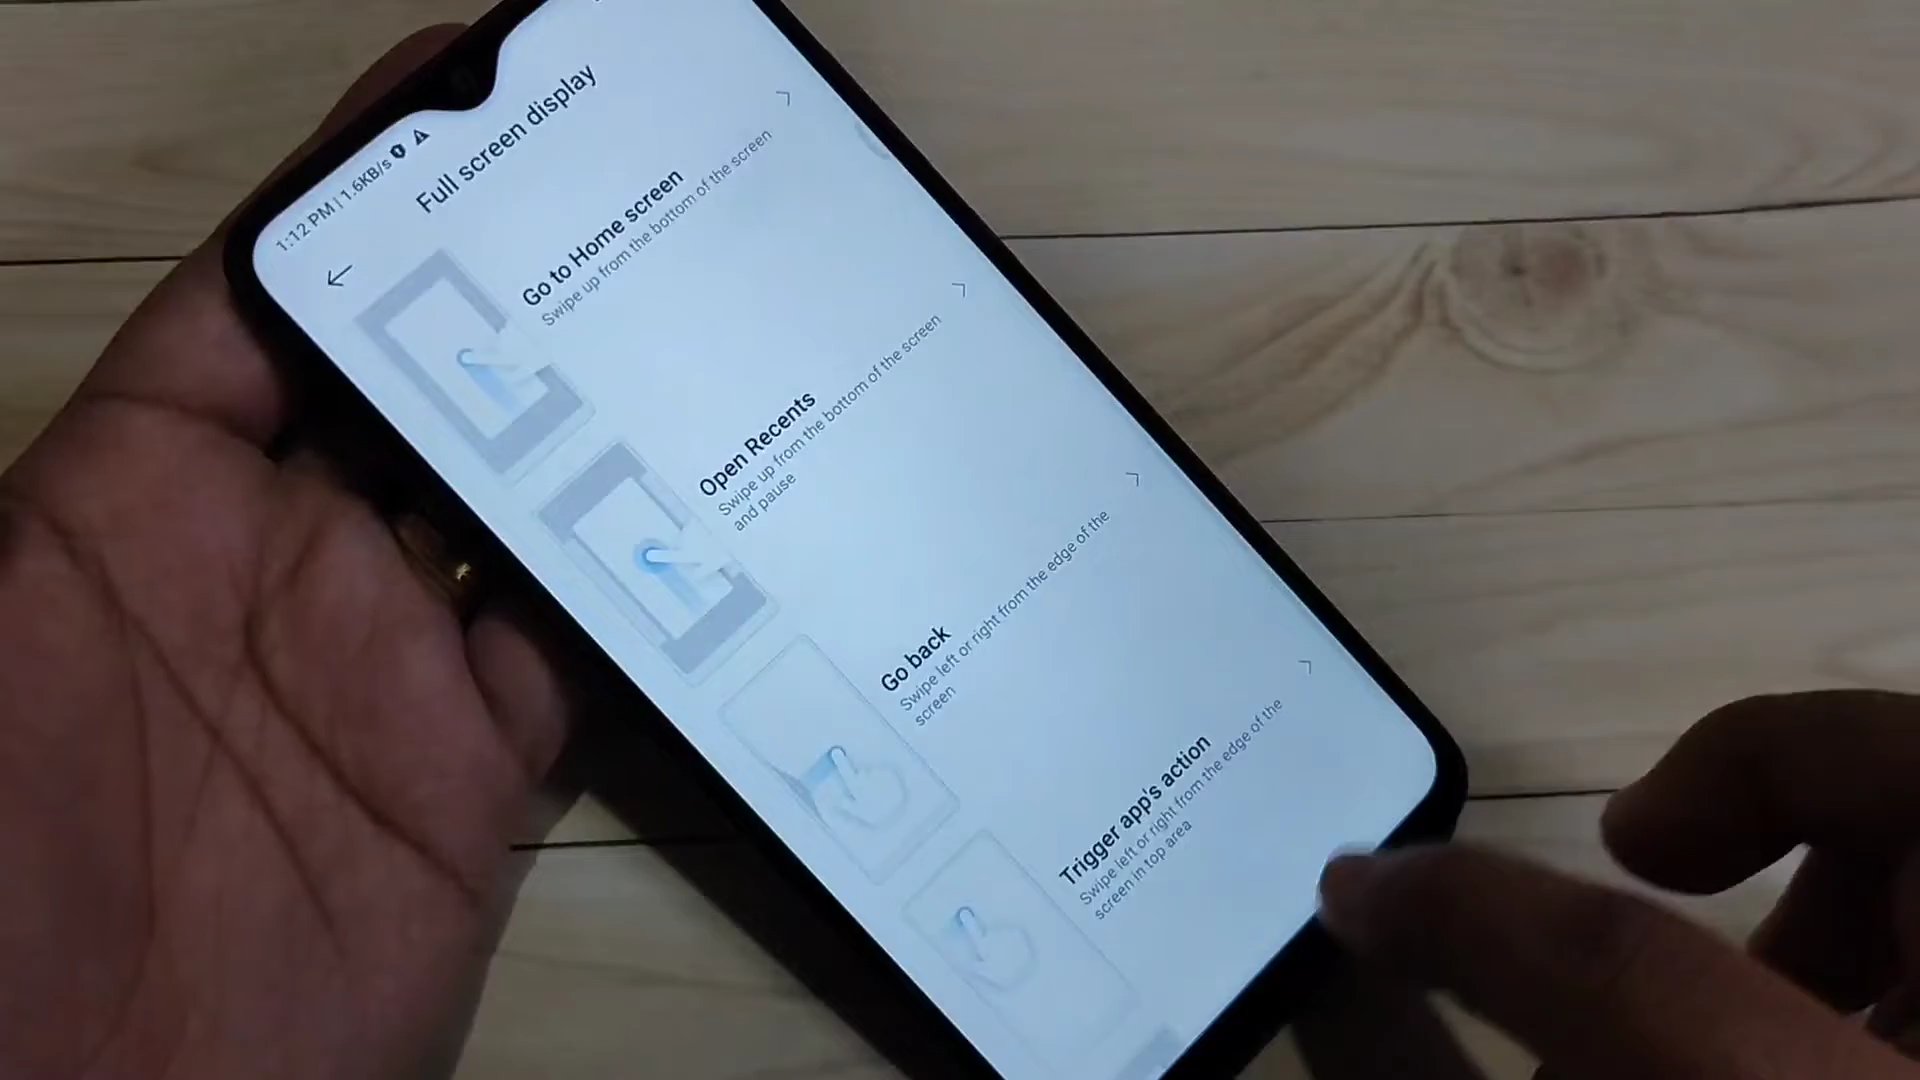 1:12 PM | 1.6KB/s
Full screen display
Go to Home screen
Swipe up from the bottom of the screen
Open Recents
Swipe up from the bottom of the screen
and pause
Go back
Swipe left or right from the edge of the
screen
Trigger app's action
Swipe left or right from the edge of the
screen in top area